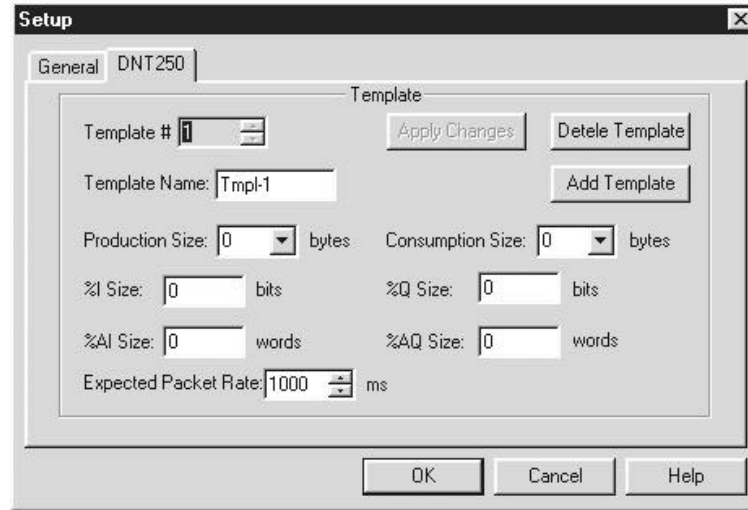 Setup
General DNT250
Template
Template # 1 Apply Changes Detele Template
Template Name: Tmpl-1 Add Template
Production Size: 0 bytes Consumption Size: 0 bytes
%I Size: 0 bits %Q Size: 0 bits
%AI Size: 0 words %AQ Size: 0 words
Expected Packet Rate: 1000 ms
OK Cancel Help